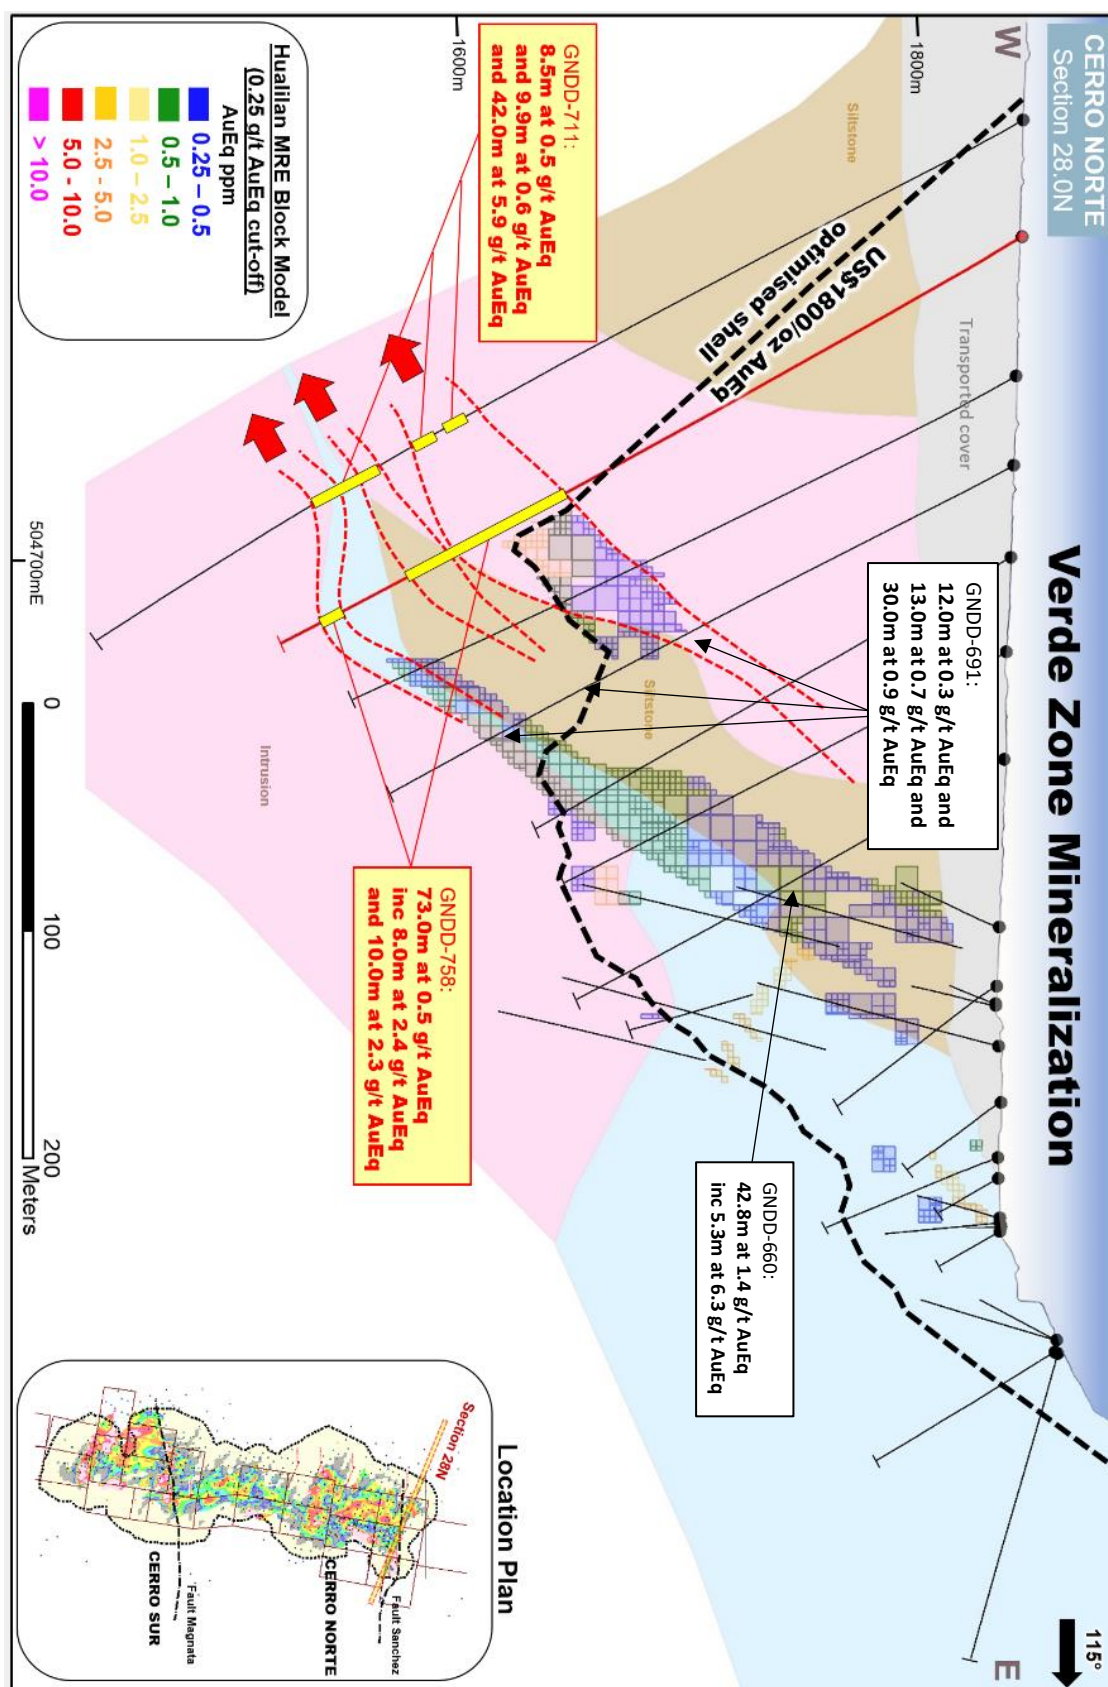 CERRO NORTE
Section 28.0N
Verde Zone Mineralization
115°
W
E
1800m
1600m
Siltstone
Transported cover
US$1800/oz AuEq
optimised shell
GNDD-691:
12.0m at 0.3 g/t AuEq and
13.0m at 0.7 g/t AuEq and
30.0m at 0.9 g/t AuEq
GNDD-660:
42.8m at 1.4 g/t AuEq
inc 5.3m at 6.3 g/t AuEq
GNDD-711:
8.5m at 0.5 g/t AuEq
and 9.9m at 0.6 g/t AuEq
and 42.0m at 5.9 g/t AuEq
Siltstone
Intrusion
GNDD-758:
73.0m at 0.5 g/t AuEq
inc 8.0m at 2.4 g/t AuEq
and 10.0m at 2.3 g/t AuEq
Hualilan MRE Block Model
(0.25 g/t AuEq cut-off)
AuEq ppm
0.25 – 0.5
0.5 – 1.0
1.0 – 2.5
2.5 - 5.0
5.0 - 10.0
> 10.0
504700mE
0
100
200
Meters
Location Plan
Section 28N
Fault Sanchez
CERRO NORTE
Fault Magnata
CERRO SUR